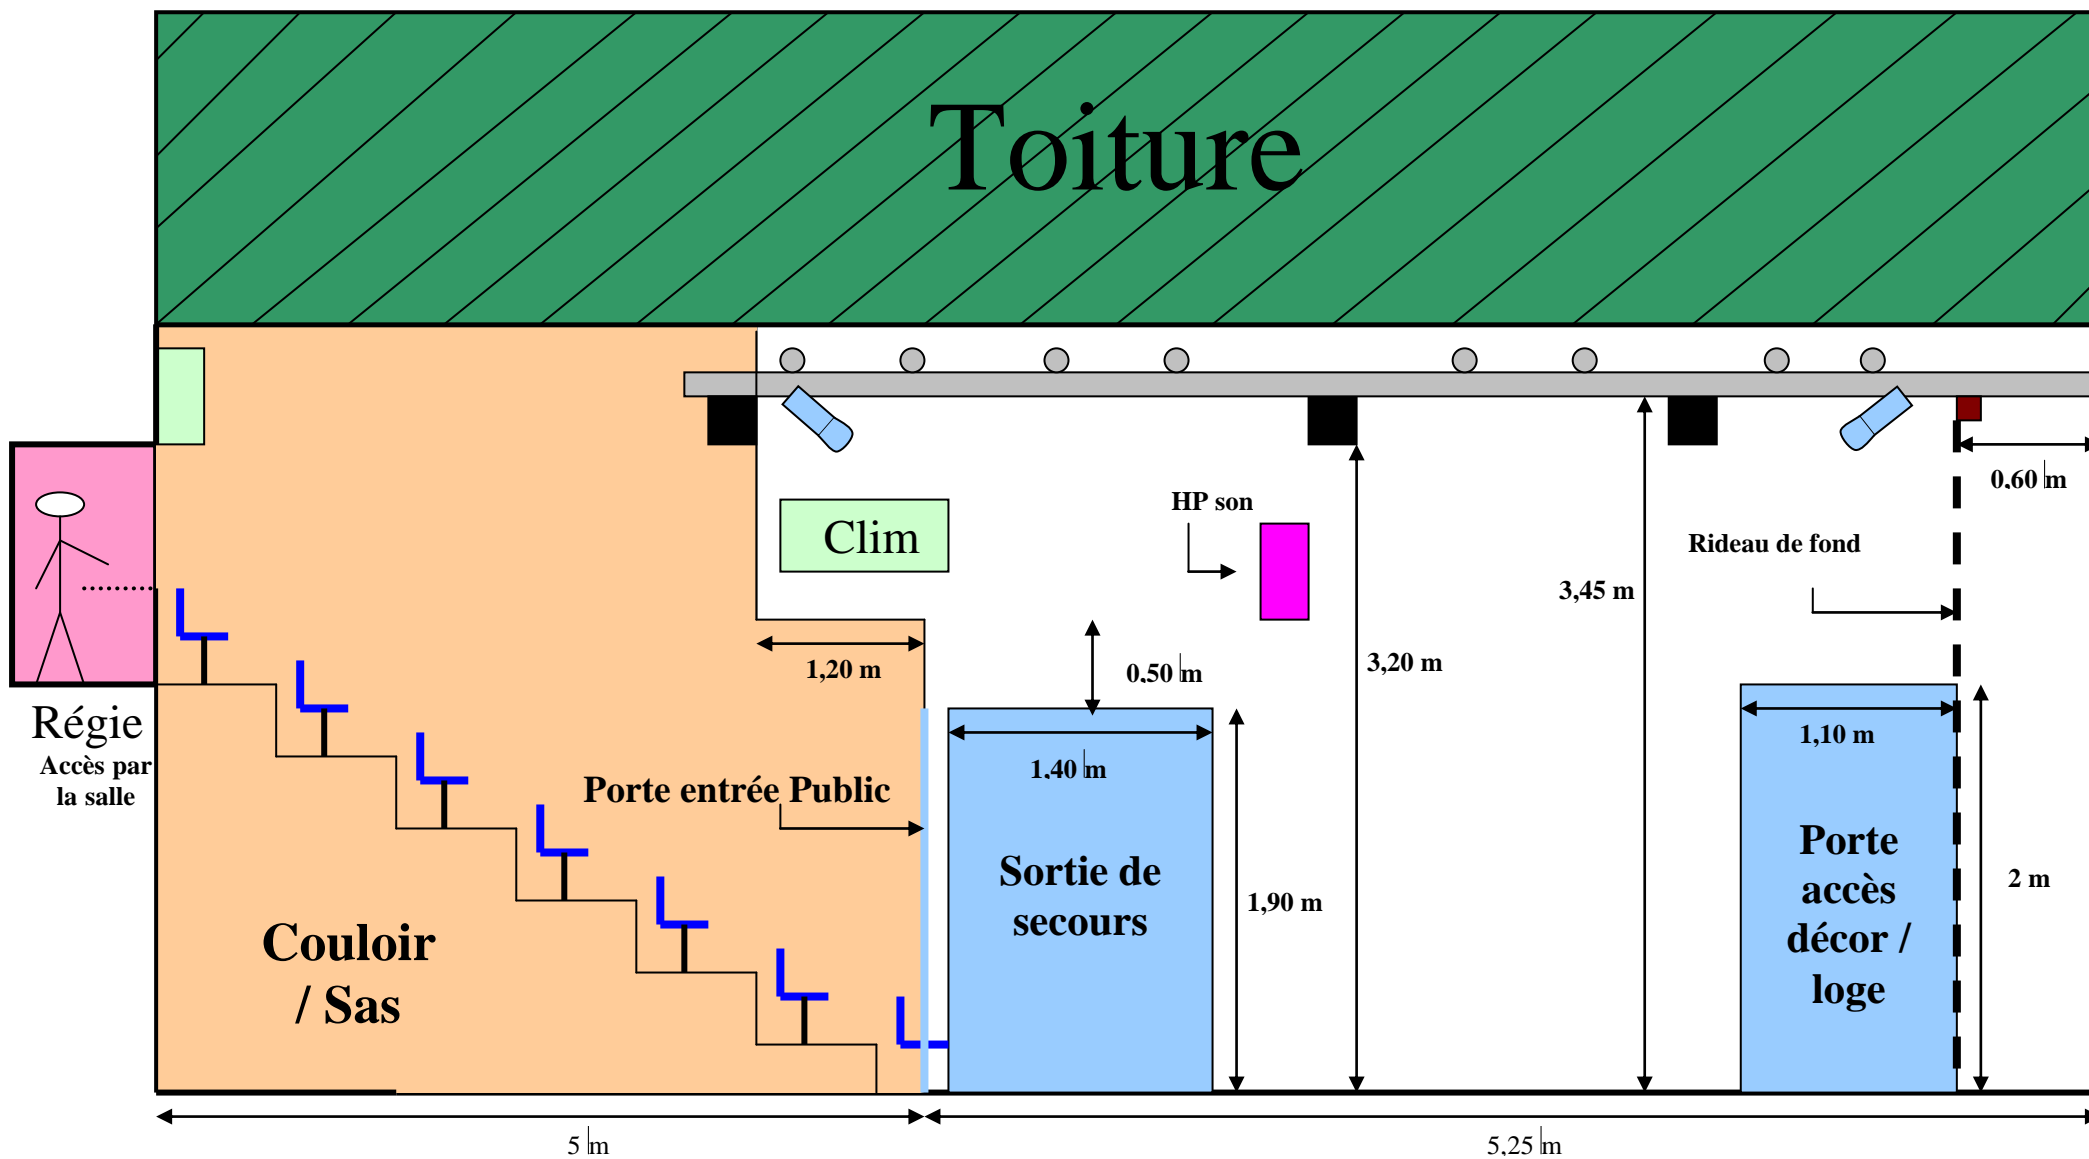 Toiture
Clim
HP son
0,60 m
Rideau de fond
3,45 m
3,20 m
1,20 m
0,50 m
Régie
Accès par
la salle
1,40 m
1,10 m
Porte entrée Public
Sortie de
secours
1,90 m
Porte
accès
décor /
loge
2 m
Couloir
/ Sas
5 m
5,25 m